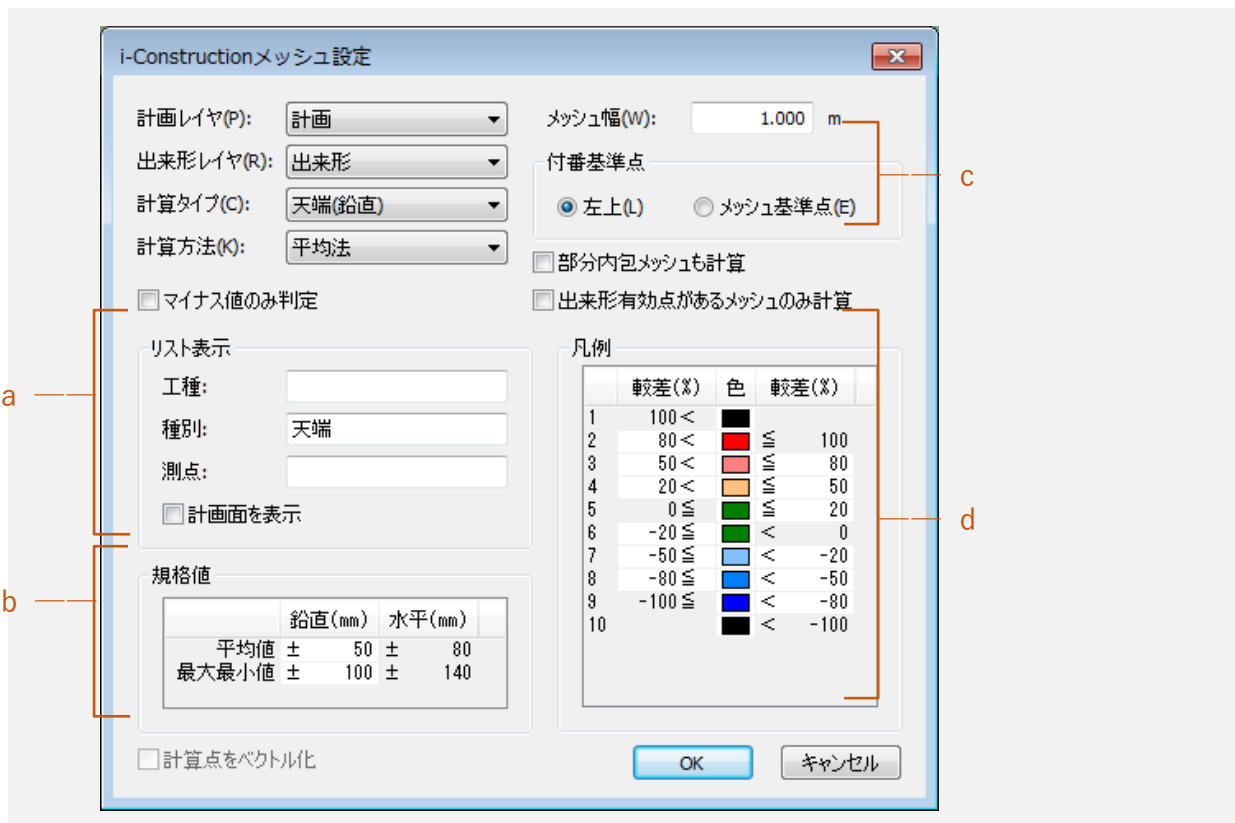 i-Constructionメッシュ設定
計画レイヤ(P): 計画
出来形レイヤ(R): 出来形
計算タイプ(C): 天端(鉛直)
計算方法(K): 平均法
マイナス値のみ判定
メッシュ幅(W): 1.000 m
付番基準点
左上(L) メッシュ基準点(E)
部分内包メッシュも計算
出来形有効点があるメッシュのみ計算
c
a
リスト表示
工種:
種別: 天端
測点:
計画面を表示
b
規格値
鉛直(mm) 水平(mm)
平均値 ± 50 ± 80
最大最小値 ± 100 ± 140
凡例
較差(%) 色 較差(%)
1 100<
2 80< ≦ 100
3 50< ≦ 80
4 20< ≦ 50
5 0≦ ≦ 20
6 -20≦ < 0
7 -50≦ < -20
8 -80≦ < -50
9 -100≦ < -80
10 < -100
d
計算点をベクトル化
OK キャンセル